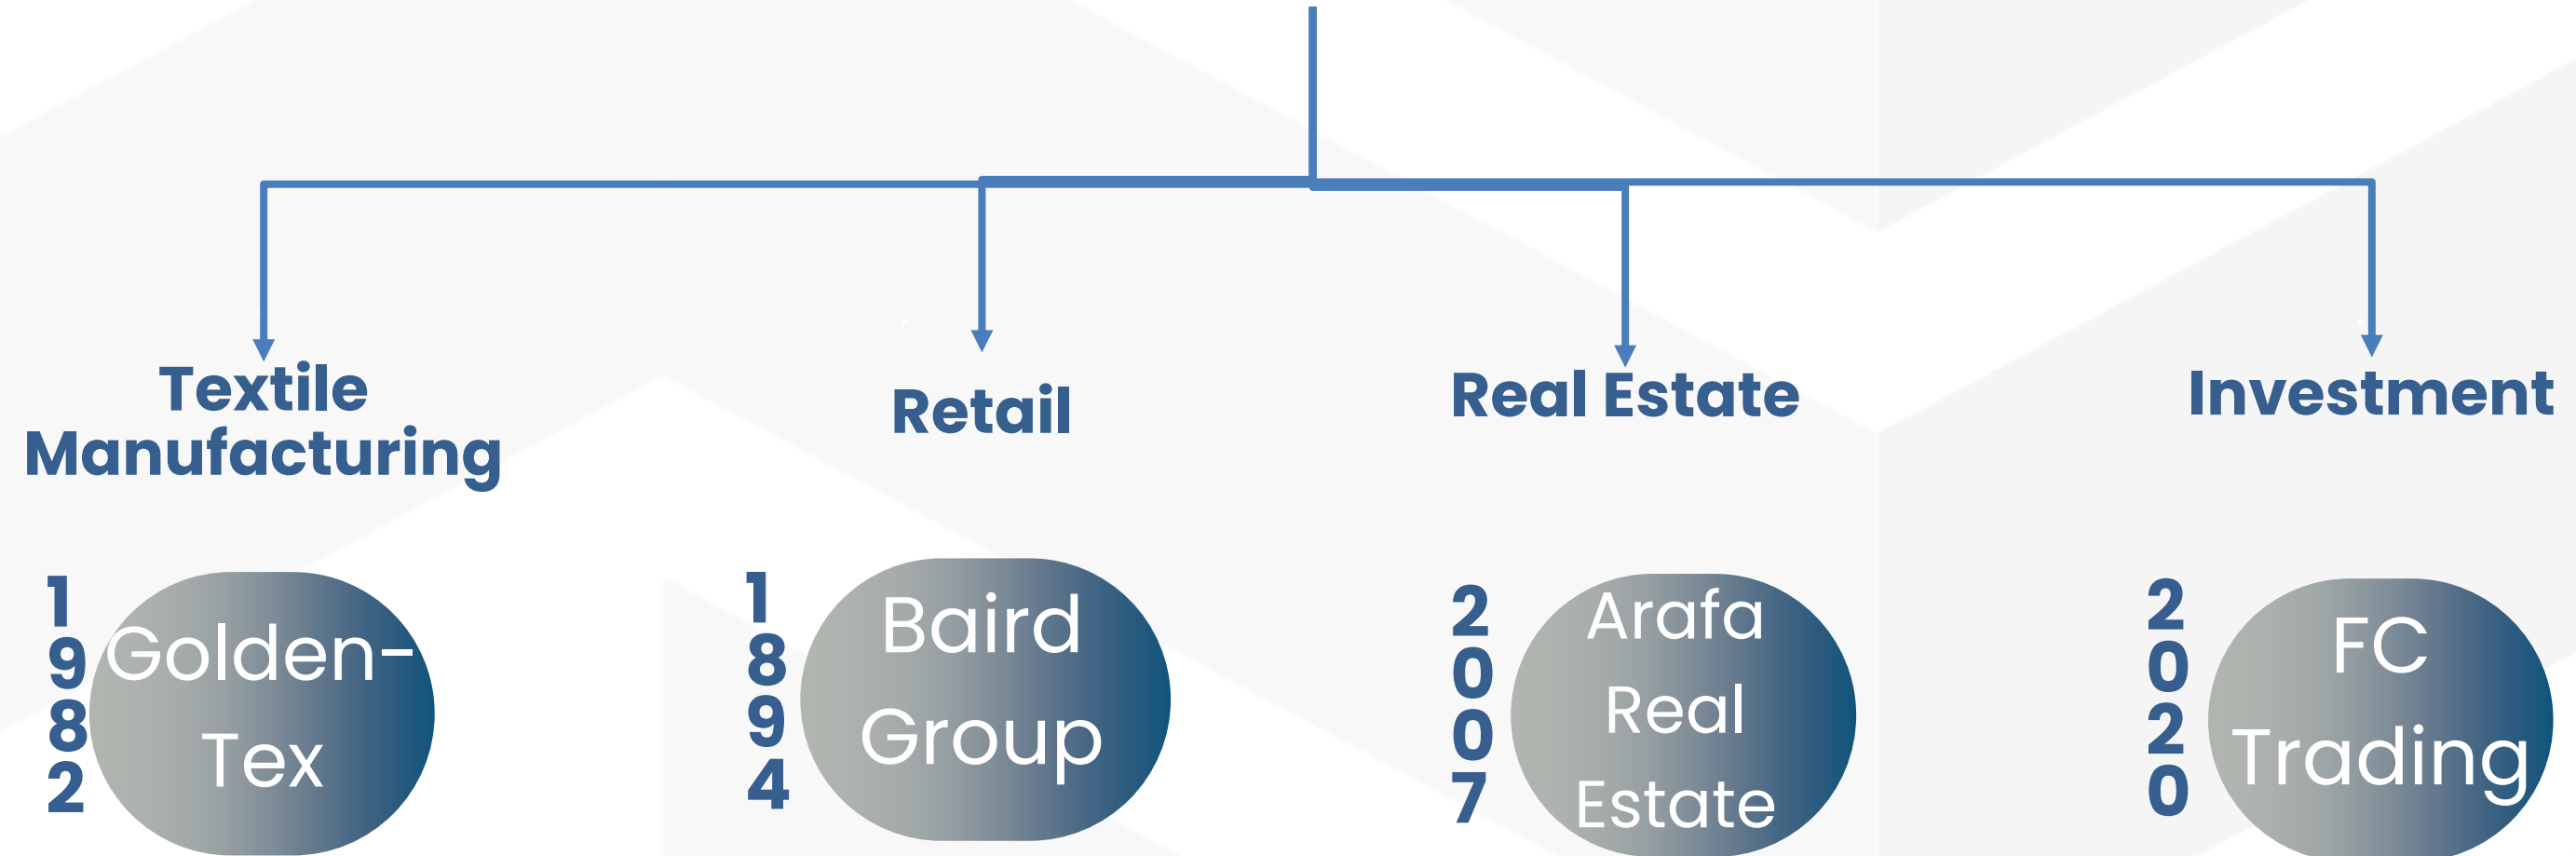 Textile
Manufacturing
Retail
Real Estate
Investment
1
9
8
2
Golden-
Tex
1
8
9
4
Baird
Group
2
0
0
7
Arafa
Real
Estate
2
0
2
0
FC
Trading